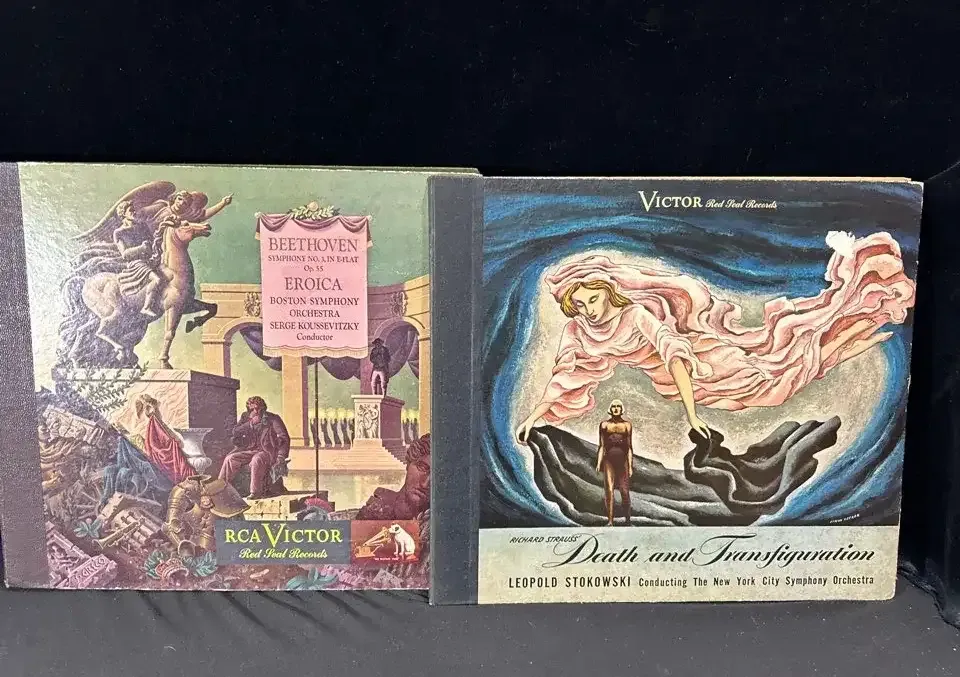 BEETHOVEN
SYMPHONY NO. 3, IN E-FLAT
Op. 55
EROICA
BOSTON SYMPHONY
ORCHESTRA
SERGE KOUSSEVITZKY
Conductor
RCA VICTOR
Red Seal Records
VICTOR Red Seal Records
RICHARD STRAUSS'
Death and Transfiguration
LEOPOLD STOKOWSKI Conducting The New York City Symphony Orchestra